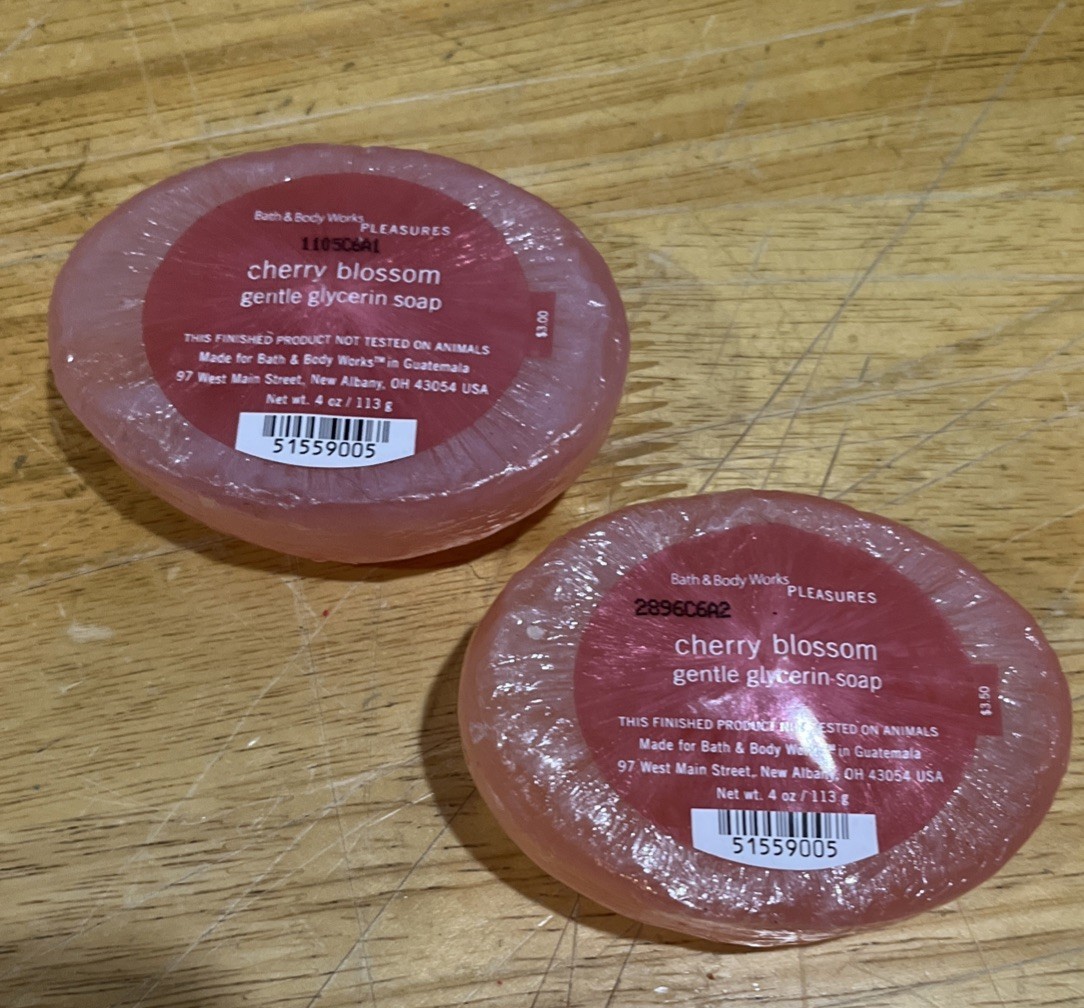 Bath & Body Works
PLEASURES
1105C6A1
cherry blossom
gentle glycerin soap
$3.00
THIS FINISHED PRODUCT NOT TESTED ON ANIMALS
Made for Bath & Body Works™ in Guatemala
97 West Main Street, New Albany, OH 43054 USA
Net wt. 4 oz / 113 g
51559005
Bath & Body Works
PLEASURES
2896C6A2
cherry blossom
gentle glycerin soap
$3.50
THIS FINISHED PRODUCT NOT TESTED ON ANIMALS
Made for Bath & Body Works™ in Guatemala
97 West Main Street, New Albany, OH 43054 USA
Net wt. 4 oz / 113 g
51559005